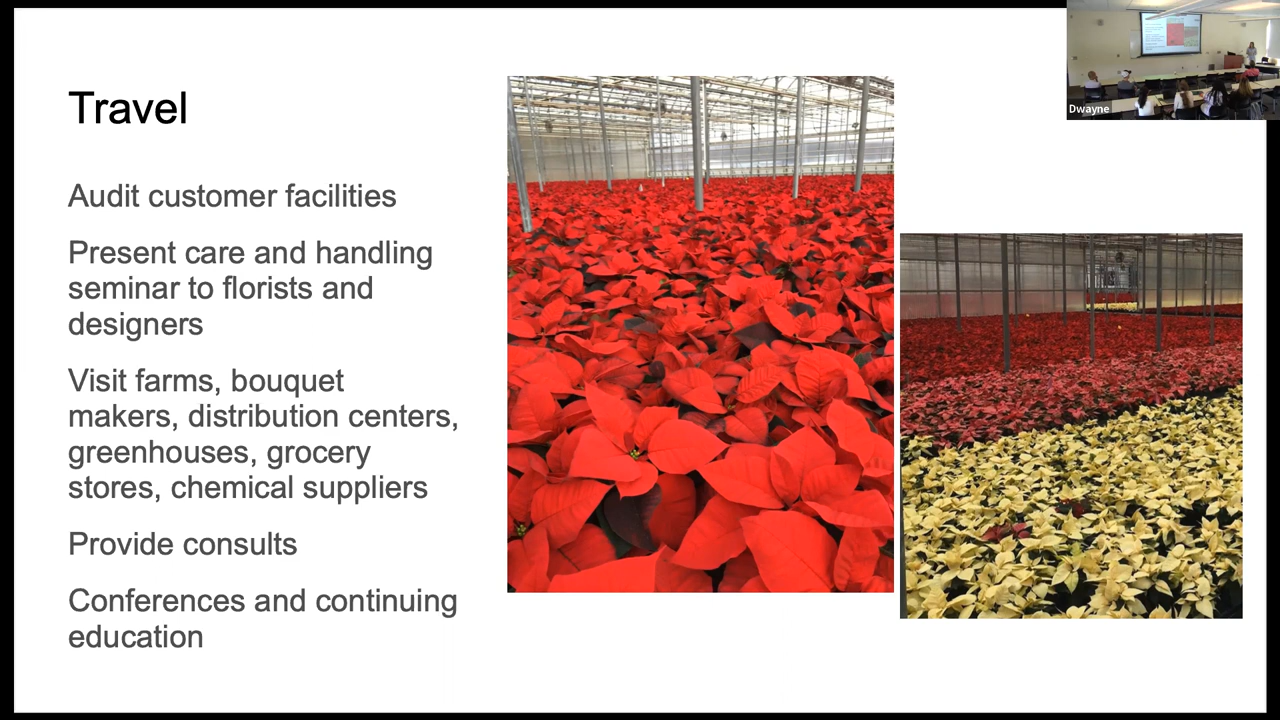 Travel
Audit customer facilities
Present care and handling
seminar to florists and
designers
Visit farms, bouquet
makers, distribution centers,
greenhouses, grocery
stores, chemical suppliers
Provide consults
Conferences and continuing
education
Dwayne